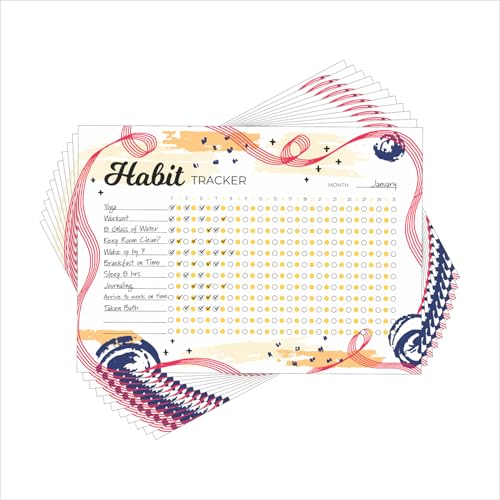 Habit TRACKER
MONTH: January
Yoga
Workout
8 Glass of Water
Keep Room Clean?
Wake up by 7
Breakfast on Time
Sleep 8 hrs
Journaling
Arrive to work on time
Taken Bath